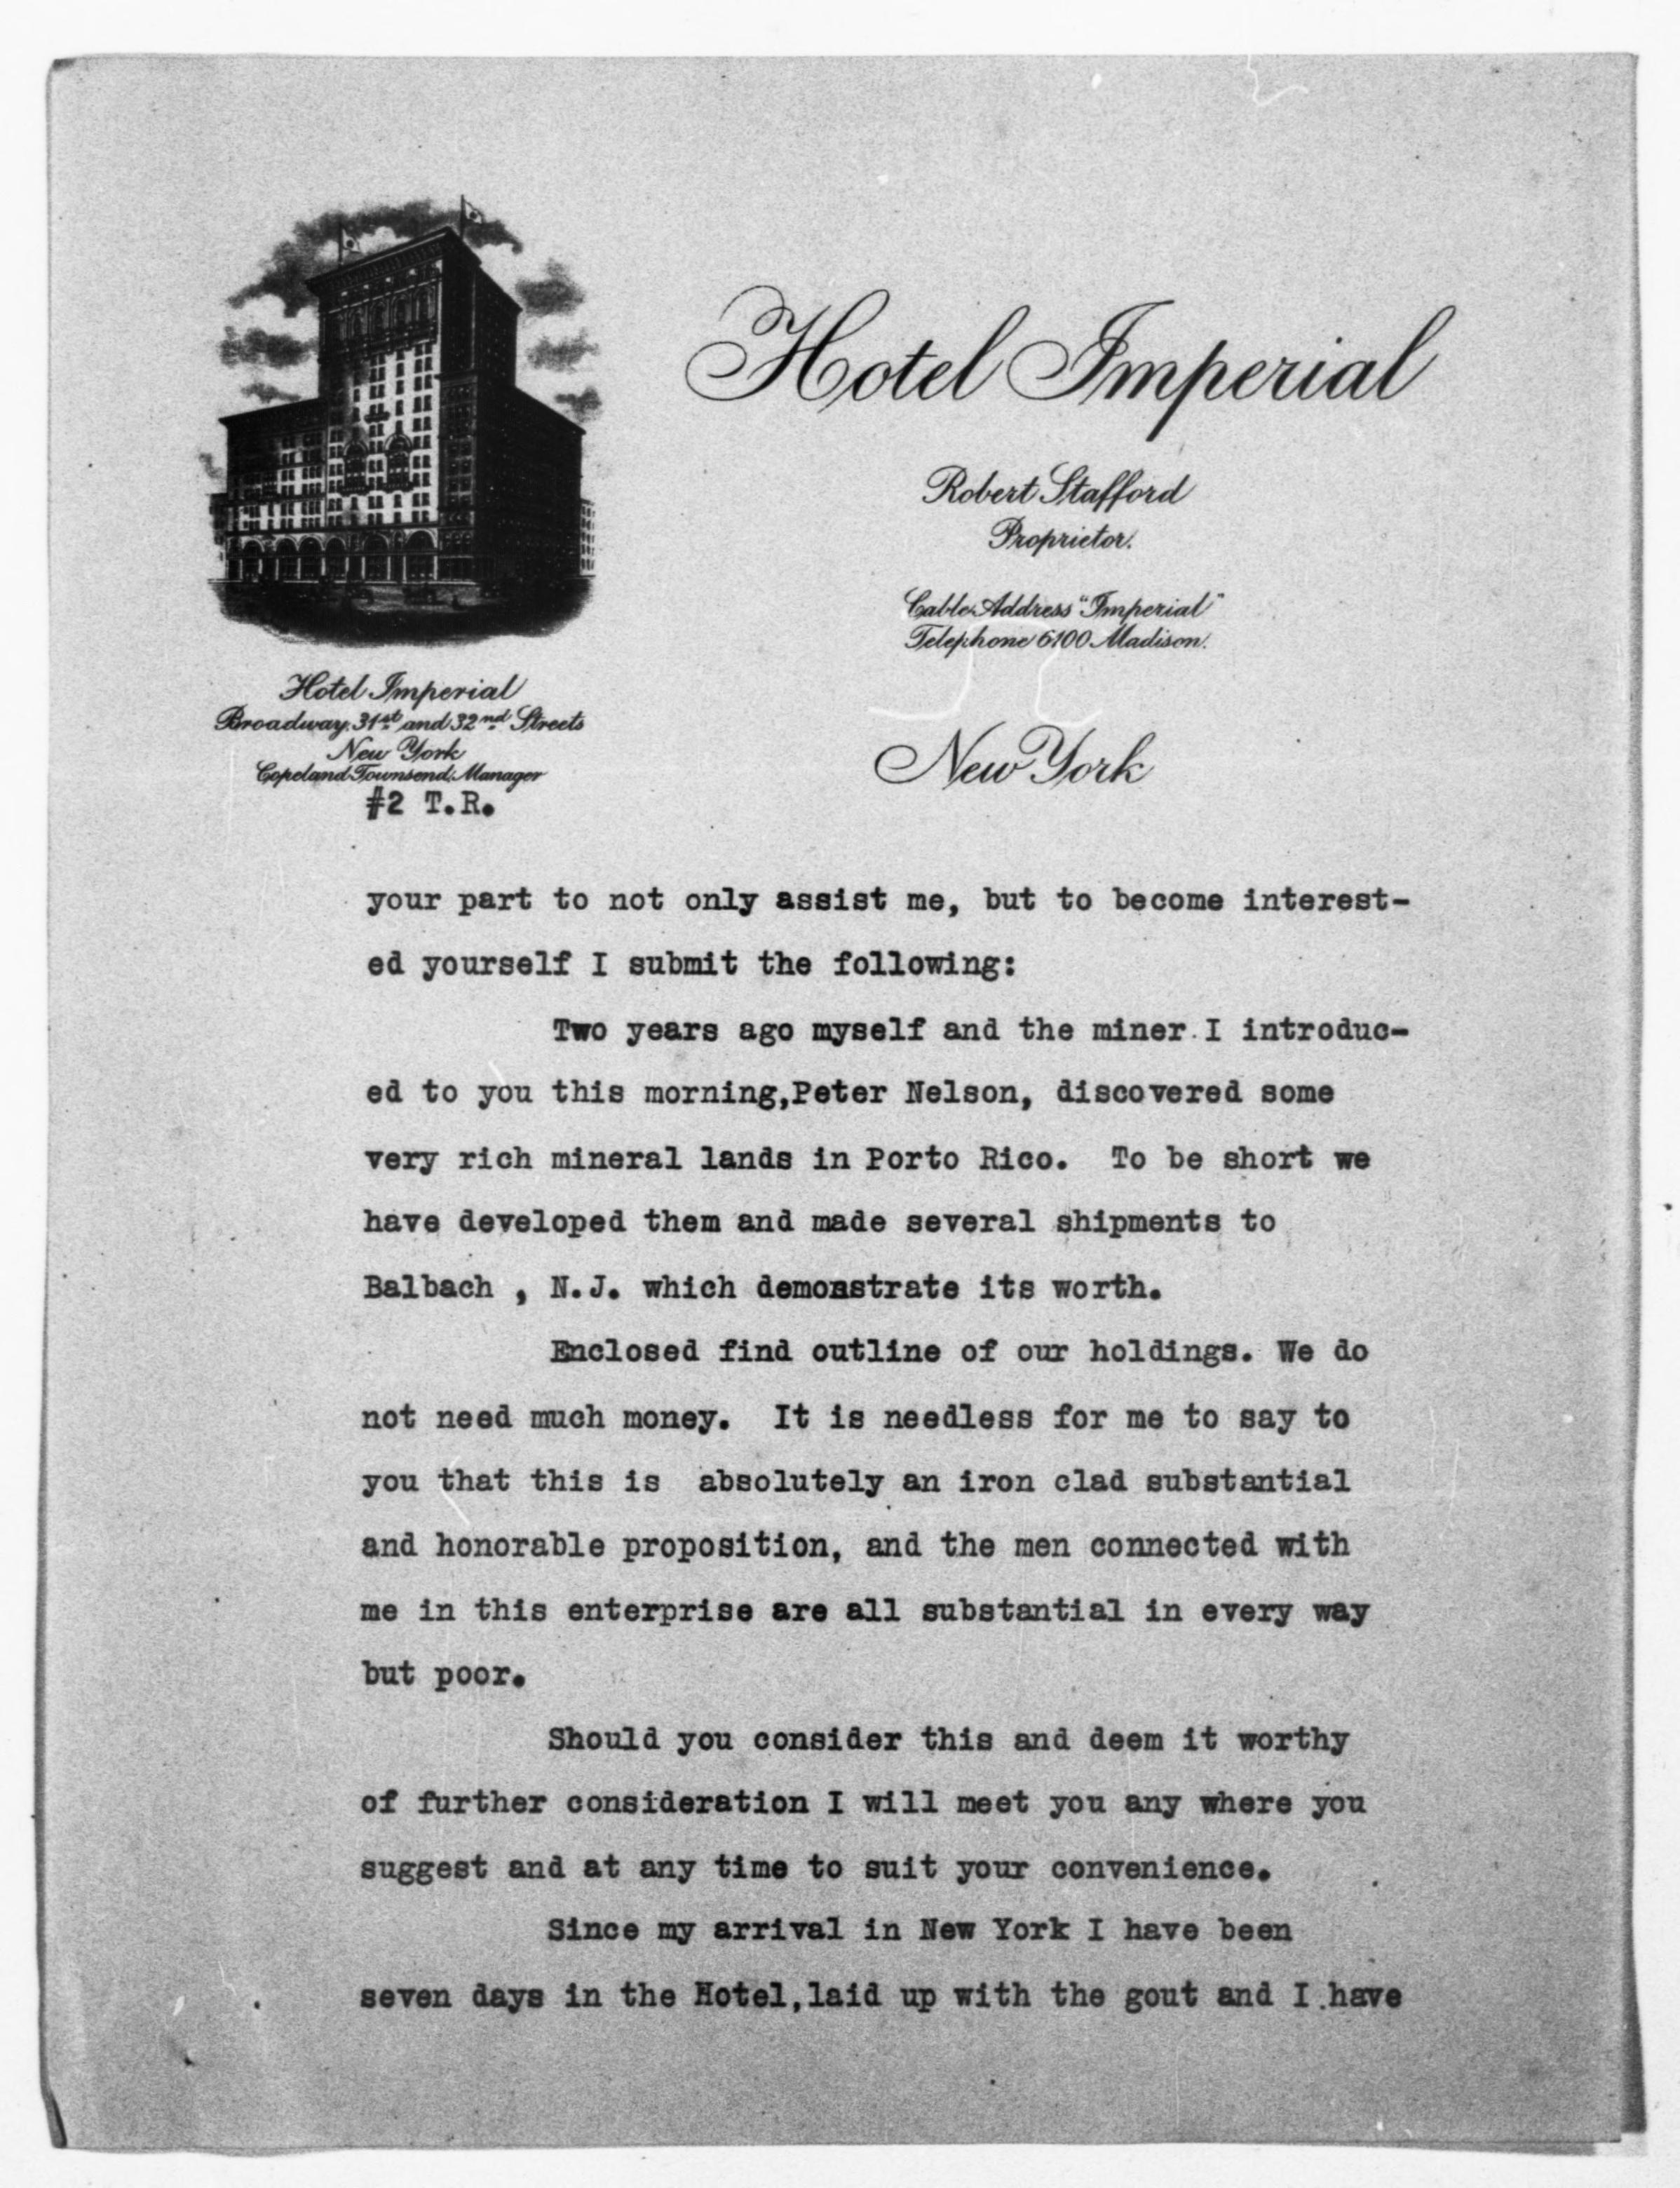 Hotel Imperial
Robert Stafford
Proprietor.
Cable Address "Imperial"
Telephone 6100 Madison.
New York
Hotel Imperial
Broadway, 31st and 32nd Streets
New York
Copeland Townsend, Manager
#2 T.R.
your part to not only assist me, but to become interest-
ed yourself I submit the following:
Two years ago myself and the miner I introduc-
ed to you this morning,Peter Nelson, discovered some
very rich mineral lands in Porto Rico. To be short we
have developed them and made several shipments to
Balbach , N.J. which demonstrate its worth.
Enclosed find outline of our holdings. We do
not need much money. It is needless for me to say to
you that this is absolutely an iron clad substantial
and honorable proposition, and the men connected with
me in this enterprise are all substantial in every way
but poor.
Should you consider this and deem it worthy
of further consideration I will meet you any where you
suggest and at any time to suit your convenience.
Since my arrival in New York I have been
seven days in the Hotel,laid up with the gout and I have